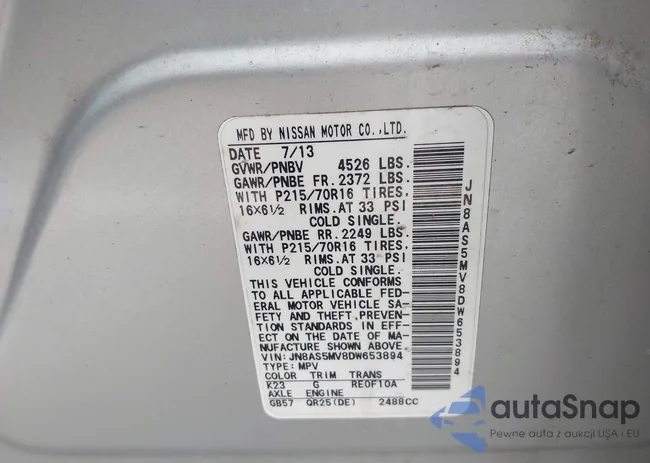 MFD BY NISSAN MOTOR CO.,LTD.
DATE 7/13
GVWR/PNBV 4526 LBS.
GAWR/PNBE FR. 2372 LBS.
WITH P215/70R16 TIRES.
16X6½ RIMS. AT 33 PSI
COLD SINGLE.
GAWR/PNBE RR. 2249 LBS.
WITH P215/70R16 TIRES.
16X6½ RIMS. AT 33 PSI
COLD SINGLE.
THIS VEHICLE CONFORMS
TO ALL APPLICABLE FED-
ERAL MOTOR VEHICLE SA-
FETY AND THEFT PREVEN-
TION STANDARDS IN EFF-
ECT ON THE DATE OF MA-
NUFACTURE SHOWN ABOVE.
VIN: JN8AS5MV8DW653894
TYPE: MPV
COLOR TRIM TRANS
K23 G RE0F10A
AXLE ENGINE
GB57 QR25(DE) 2488CC
JN8AS5MV8DW653894
autoSnap
Pewne auta z aukcji USA i EU